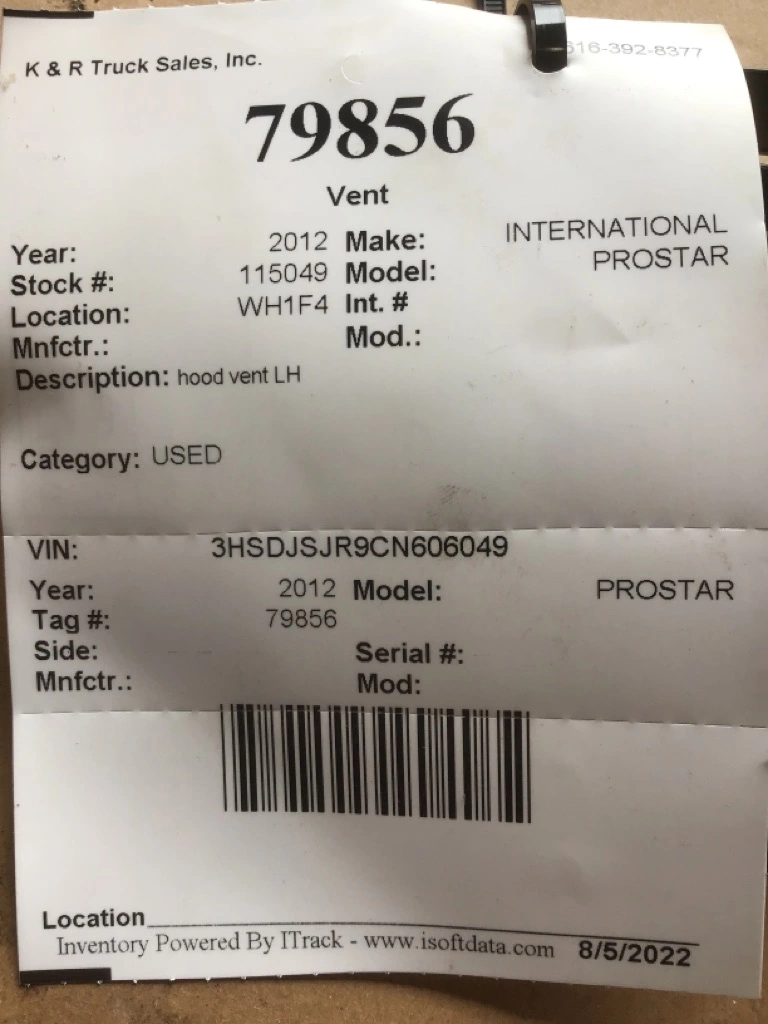 K & R Truck Sales, Inc. 616-392-8377
79856
Vent
Year: 2012 Make: INTERNATIONAL
Stock #: 115049 Model: PROSTAR
Location: WH1F4 Int. #
Mnfctr.: Mod.:
Description: hood vent LH
Category: USED
VIN: 3HSDJSJR9CN606049
Year: 2012 Model: PROSTAR
Tag #: 79856
Side: Serial #:
Mnfctr.: Mod:
Location
Inventory Powered By ITrack - www.isoftdata.com 8/5/2022